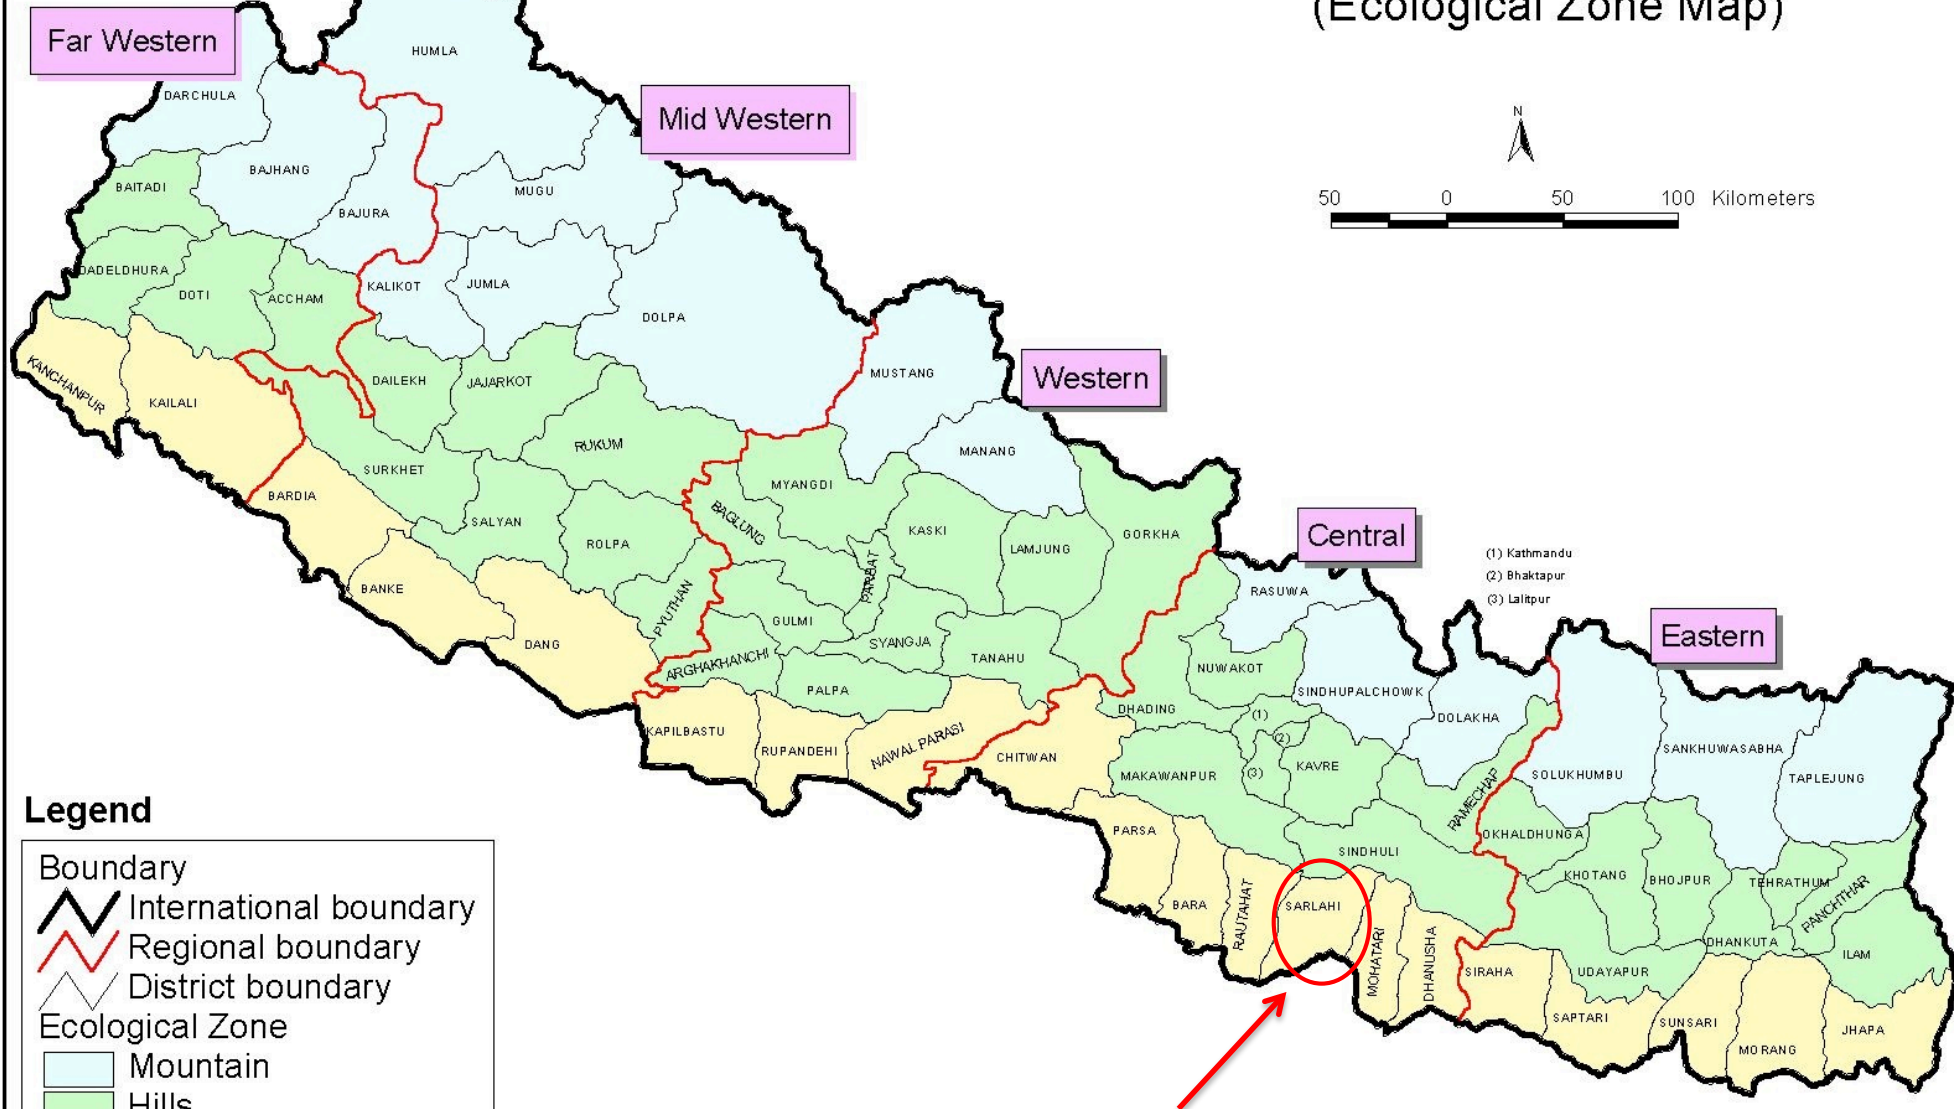 (Ecological Zone Map)
Far Western
HUMLA
DARCHULA
Mid Western
N
BAJHANG
BAITADI
MUGU
BAJURA
50 0 50 100 Kilometers
DADELDHURA
DOTI
ACCHAM
KALIKOT
JUMLA
DOLPA
MUSTANG
Western
KANCHANPUR
KAILALI
DAILEKH
JAJARKOT
RUKUM
MANANG
SURKHET
BARDIA
MYANGDI
SALYAN
BAGLUNG
KASKI
GORKHA
Central
ROLPA
LAMJUNG
PARBAT
(1) Kathmandu
(2) Bhaktapur
(3) Lalitpur
BANKE
RASUWA
PYUTHAN
GULMI
DANG
SYANGJA
TANAHU
Eastern
ARGHAKHANCHI
NUWAKOT
PALPA
SINDHUPALCHOWK
DHADING
(1)
DOLAKHA
KAPILBASTU
RUPANDEHI
NAWAL PARASI
CHITWAN
(2)
SANKHUWASABHA
MAKAWANPUR
(3)
KAVRE
RAMECHAP
SOLUKHUMBU
TAPLEJUNG
PARSA
OKHALDHUNGA
SINDHULI
KHOTANG
BHOJPUR
TEHRATHUM
PANCHTHAR
BARA
RAUTAHAT
SARLAHI
MOHATARI
DHANUSHA
DHANKUTA
ILAM
SIRAHA
UDAYAPUR
SAPTARI
SUNSARI
MORANG
JHAPA
Legend
Boundary
International boundary
Regional boundary
District boundary
Ecological Zone
Mountain
Hills